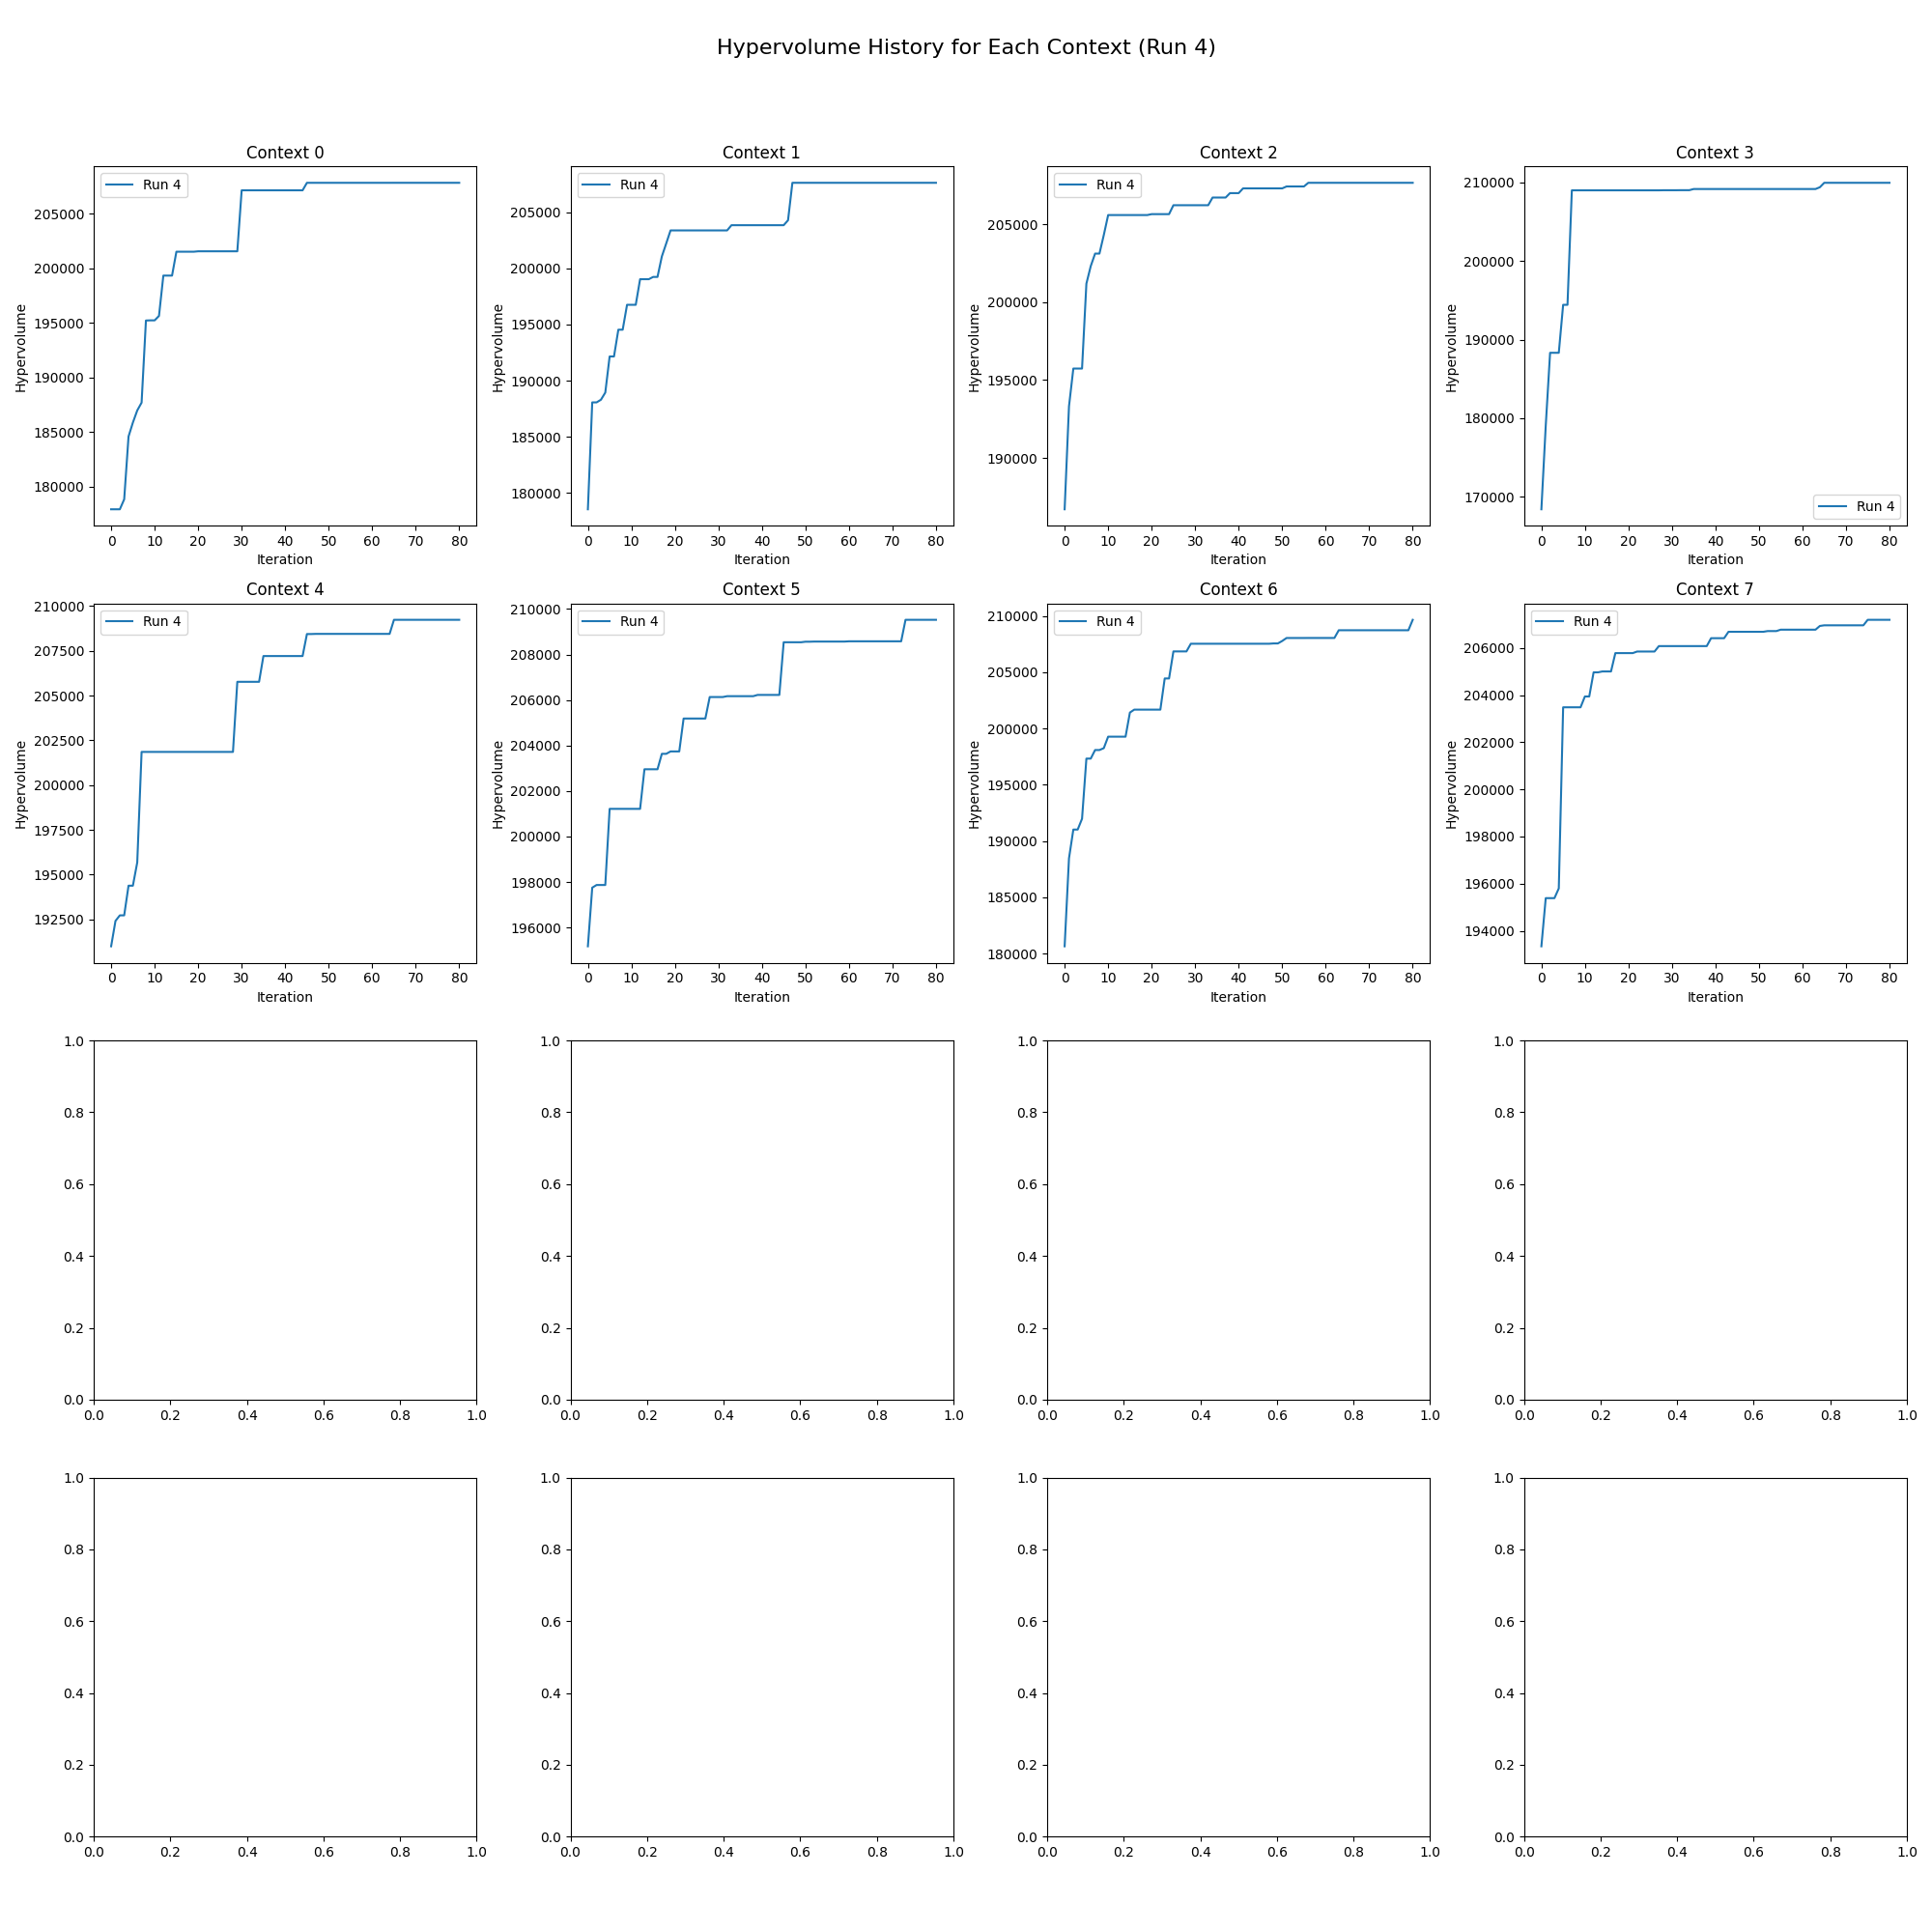 Hypervolume History for Each Context (Run 4)
Context 0
Run 4
205000
200000
195000
190000
185000
180000
Hypervolume
0 10 20 30 40 50 60 70 80
Iteration
Context 1
Run 4
205000
200000
195000
190000
185000
180000
Hypervolume
0 10 20 30 40 50 60 70 80
Iteration
Context 2
Run 4
205000
200000
195000
190000
Hypervolume
0 10 20 30 40 50 60 70 80
Iteration
Context 3
210000
200000
190000
180000
170000
Hypervolume
Run 4
0 10 20 30 40 50 60 70 80
Iteration
Context 4
Run 4
210000
207500
205000
202500
200000
197500
195000
192500
Hypervolume
0 10 20 30 40 50 60 70 80
Iteration
Context 5
Run 4
210000
208000
206000
204000
202000
200000
198000
196000
Hypervolume
0 10 20 30 40 50 60 70 80
Iteration
Context 6
Run 4
210000
205000
200000
195000
190000
185000
180000
Hypervolume
0 10 20 30 40 50 60 70 80
Iteration
Context 7
Run 4
206000
204000
202000
200000
198000
196000
194000
Hypervolume
0 10 20 30 40 50 60 70 80
Iteration
1.0
0.8
0.6
0.4
0.2
0.0
0.0 0.2 0.4 0.6 0.8 1.0
1.0
0.8
0.6
0.4
0.2
0.0
0.0 0.2 0.4 0.6 0.8 1.0
1.0
0.8
0.6
0.4
0.2
0.0
0.0 0.2 0.4 0.6 0.8 1.0
1.0
0.8
0.6
0.4
0.2
0.0
0.0 0.2 0.4 0.6 0.8 1.0
1.0
0.8
0.6
0.4
0.2
0.0
0.0 0.2 0.4 0.6 0.8 1.0
1.0
0.8
0.6
0.4
0.2
0.0
0.0 0.2 0.4 0.6 0.8 1.0
1.0
0.8
0.6
0.4
0.2
0.0
0.0 0.2 0.4 0.6 0.8 1.0
1.0
0.8
0.6
0.4
0.2
0.0
0.0 0.2 0.4 0.6 0.8 1.0